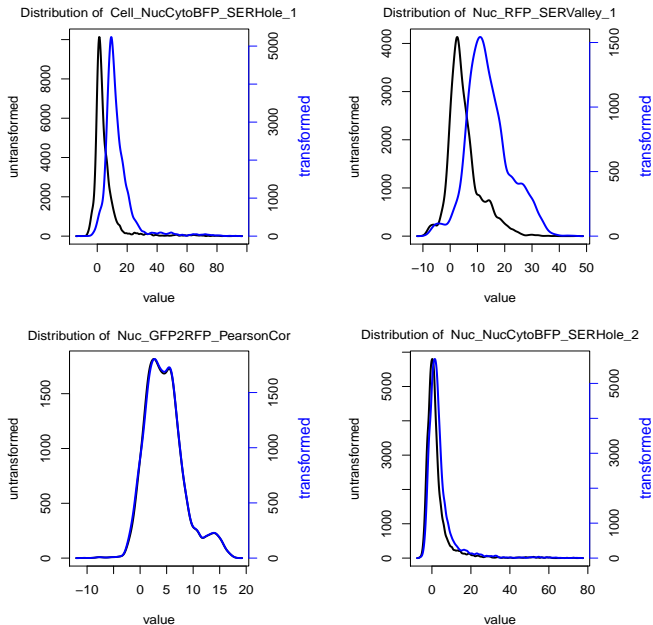 Distribution of Cell_NucCytoBFP_SERHole_1
untransformed
0 2000 4000 6000 8000
0 1000 3000 5000
transformed
0 20 40 60 80
value
Distribution of Nuc_RFP_SERValley_1
untransformed
0 1000 2000 3000 4000
0 500 1000 1500
transformed
−10 0 10 20 30 40 50
value
Distribution of Nuc_GFP2RFP_PearsonCor
untransformed
0 500 1000 1500
0 500 1000 1500
transformed
−10 0 5 10 15 20
value
Distribution of Nuc_NucCytoBFP_SERHole_2
untransformed
0 1000 3000 5000
0 1000 3000 5000
transformed
0 20 40 60 80
value